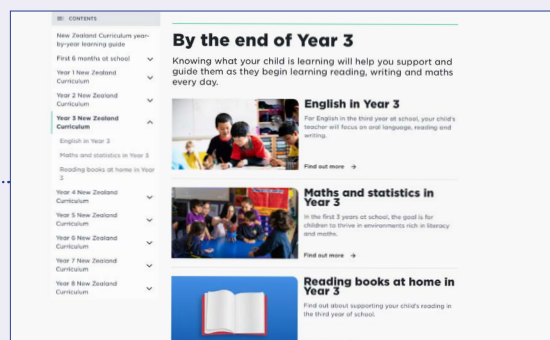 CONTENTS
New Zealand Curriculum year-
by-year learning guide
First 6 months at school
Year 1 New Zealand
Curriculum
Year 2 New Zealand
Curriculum
Year 3 New Zealand
Curriculum
English in Year 3
Maths and statistics in Year 3
Reading books at home in Year
3
Year 4 New Zealand
Curriculum
Year 5 New Zealand
Curriculum
Year 6 New Zealand
Curriculum
Year 7 New Zealand
Curriculum
Year 8 New Zealand
Curriculum
By the end of Year 3
Knowing what your child is learning will help you support and
guide them as they begin learning reading, writing and maths
every day.
English in Year 3
For English in the third year at school, your child's
teacher will focus on oral language, reading and
writing.
Find out more →
Maths and statistics in
Year 3
In the first 3 years at school, the goal is for
children to thrive in environments rich in literacy
and maths.
Find out more →
Reading books at home in
Year 3
Find out about supporting your child's reading in
the third year of school.